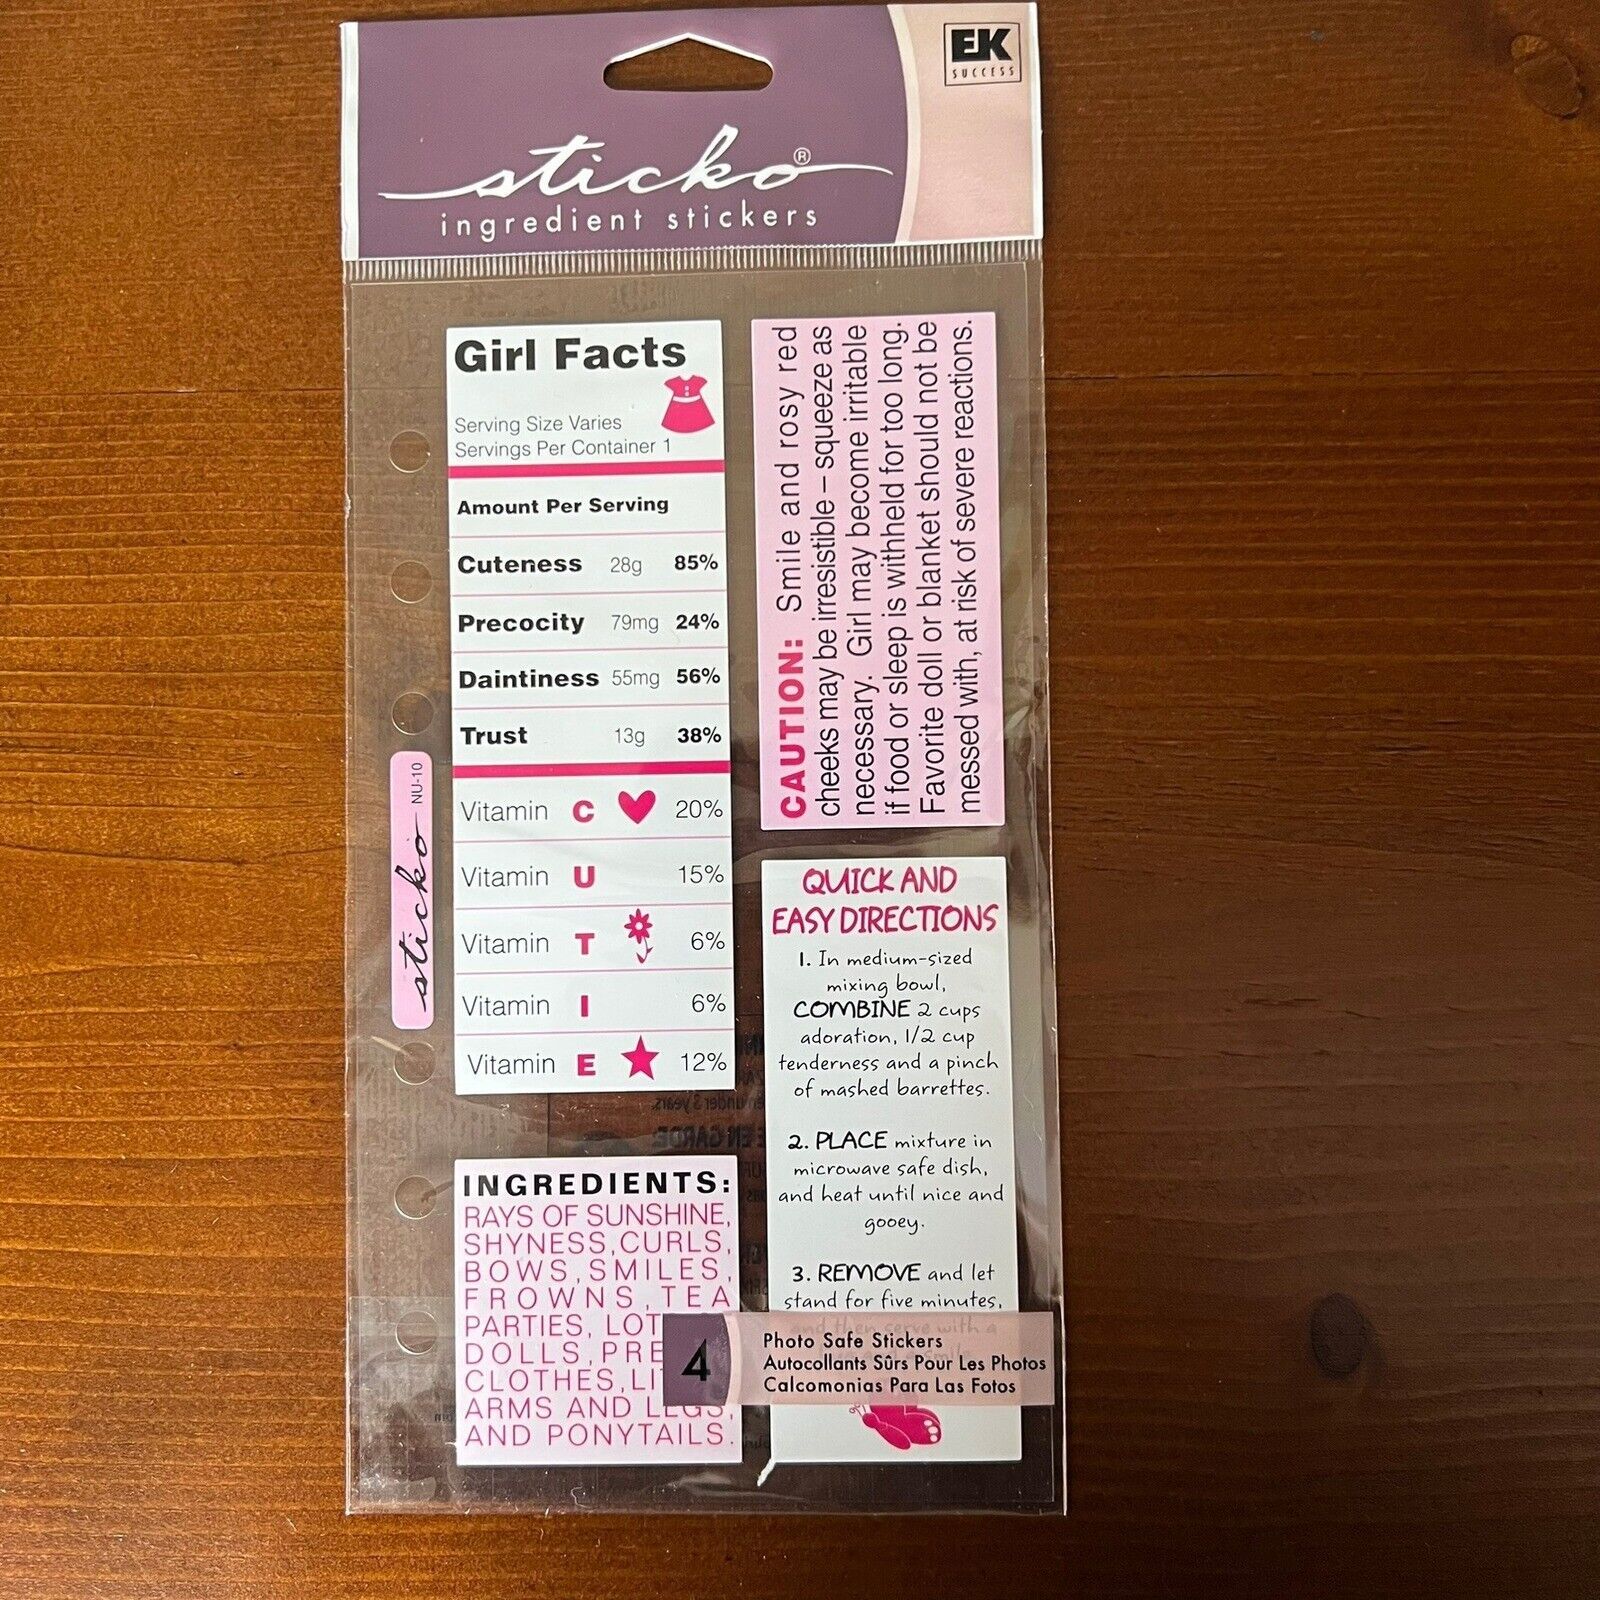 EK
SUCCESS
sticko®
ingredient stickers
Girl Facts
Serving Size Varies
Servings Per Container 1
Amount Per Serving
Cuteness 28g 85%
Precocity 79mg 24%
Daintiness 55mg 56%
Trust 13g 38%
Vitamin C 20%
Vitamin U 15%
Vitamin T 6%
Vitamin I 6%
Vitamin E 12%
sticko NU-10
CAUTION: Smile and rosy red
cheeks may be irresistible – squeeze as
necessary. Girl may become irritable
if food or sleep is withheld for too long.
Favorite doll or blanket should not be
messed with, at risk of severe reactions.
QUICK AND
EASY DIRECTIONS
1. In medium-sized
mixing bowl,
COMBINE 2 cups
adoration, 1/2 cup
tenderness and a pinch
of mashed barrettes.
2. PLACE mixture in
microwave safe dish,
and heat until nice and
gooey.
3. REMOVE and let
stand for five minutes,
and then serve with a
smile
INGREDIENTS:
RAYS OF SUNSHINE,
SHYNESS, CURLS,
BOWS, SMILES,
FROWNS, TEA
PARTIES, LOT
DOLLS, PRE
CLOTHES, LI
ARMS AND LEGS,
AND PONYTAILS.
4
Photo Safe Stickers
Autocollants Sûrs Pour Les Photos
Calcomonias Para Las Fotos